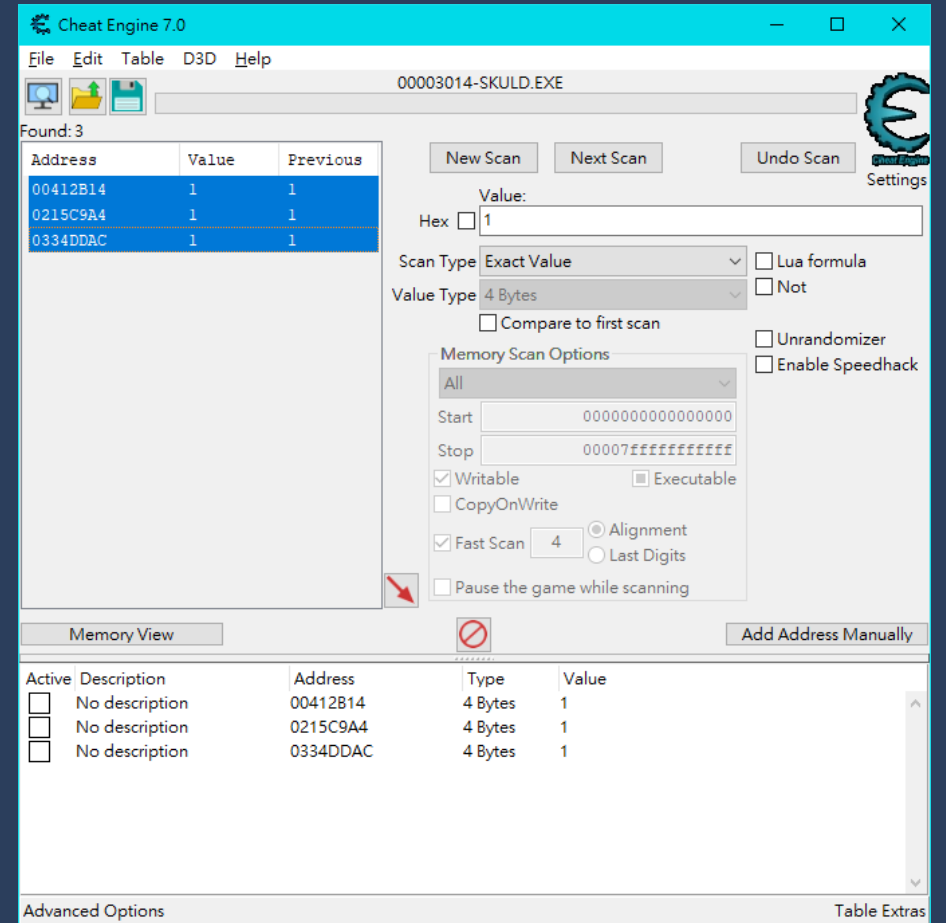 Cheat Engine 7.0
File Edit Table D3D Help
00003014-SKULD.EXE
Found: 3
Address Value Previous
00412B14 1 1
0215C9A4 1 1
0334DDAC 1 1
New Scan Next Scan Undo Scan
Cheat Engine
Settings
Value:
Hex 1
Scan Type Exact Value
Lua formula
Value Type 4 Bytes
Not
Compare to first scan
Unrandomizer
Memory Scan Options
Enable Speedhack
All
Start 0000000000000000
Stop 00007fffffffffff
Writable Executable
CopyOnWrite
Fast Scan 4 Alignment
Last Digits
Pause the game while scanning
Memory View Add Address Manually
Active Description Address Type Value
No description 00412B14 4 Bytes 1
No description 0215C9A4 4 Bytes 1
No description 0334DDAC 4 Bytes 1
Advanced Options Table Extras